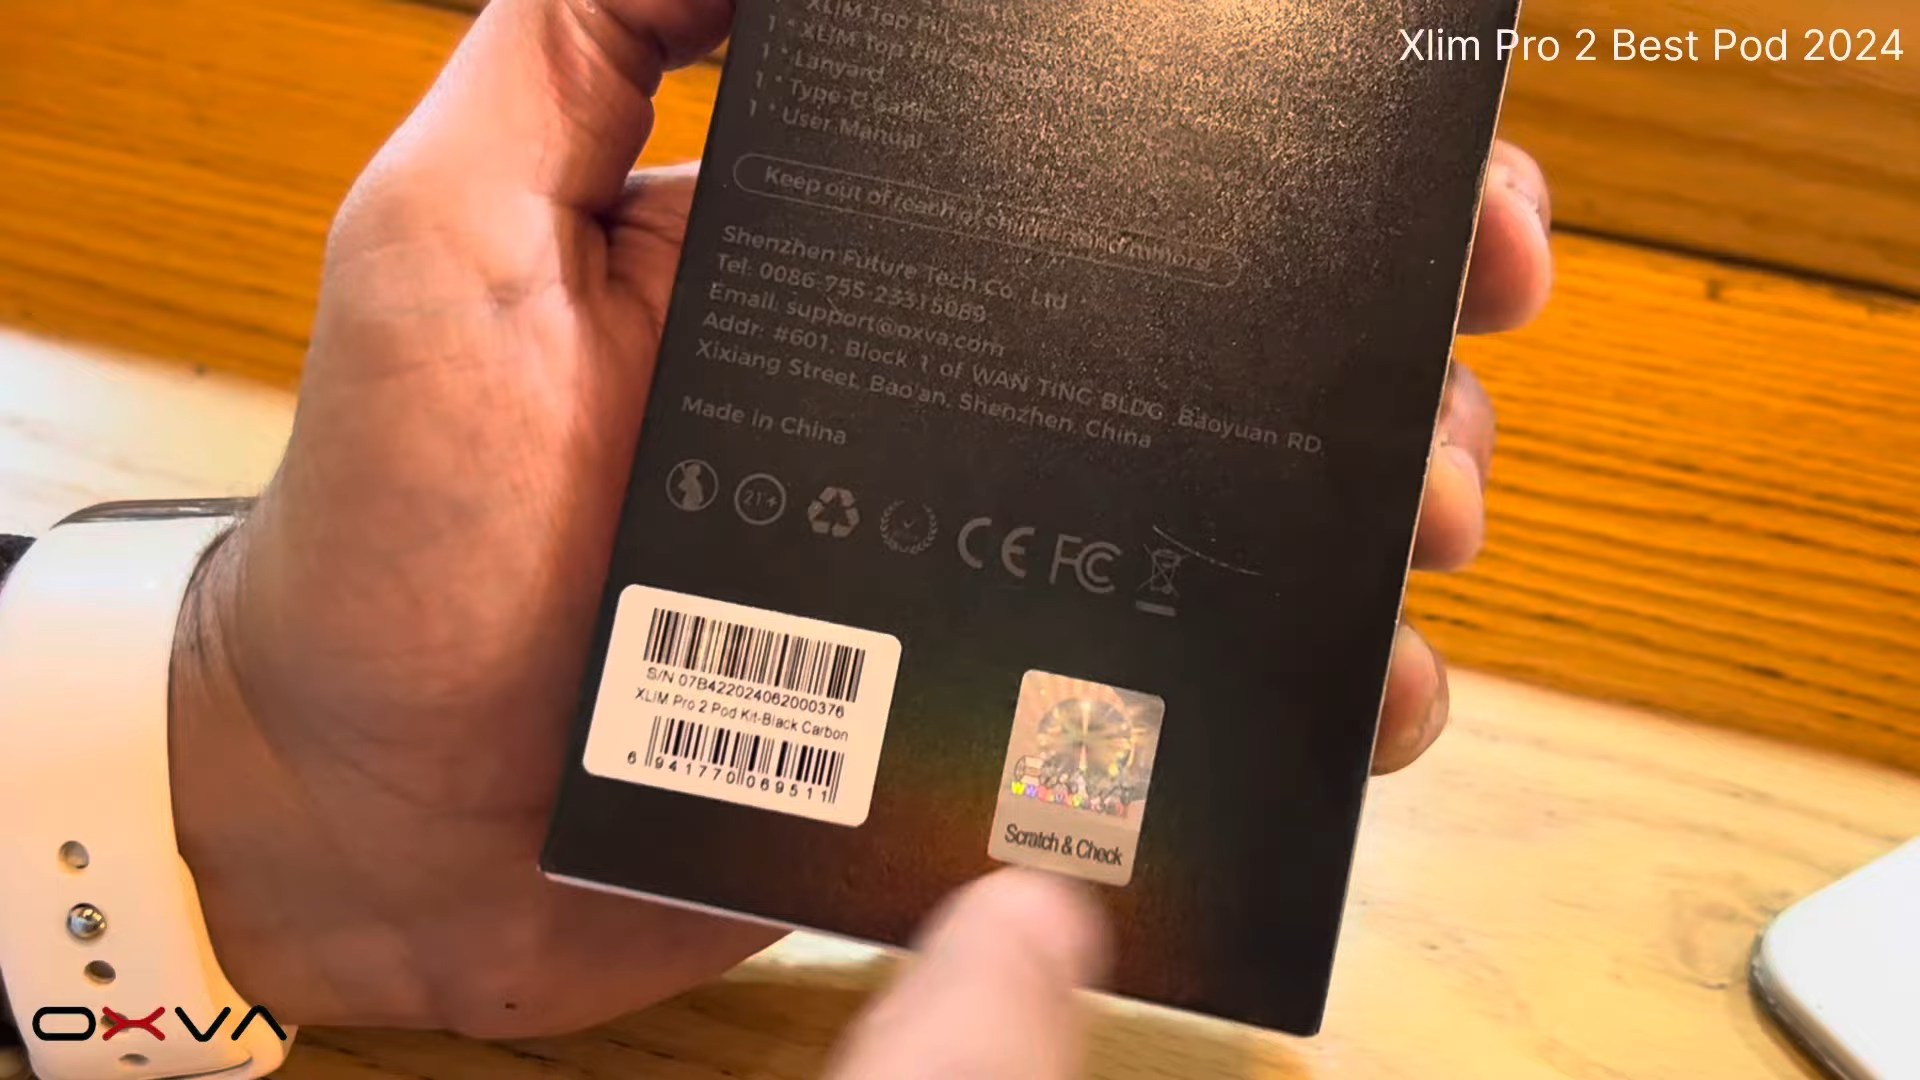 Xlim Pro 2 Best Pod 2024
1 * XLIM Top Fill
1 * Lanyard
1 * Type-C Cable
1 * User Manual
Keep out of reach of children and minors!
Shenzhen Future Tech Co., Ltd
Tel: 0086-755-23315089
Email: support@oxva.com
Addr: #601, Block 1 of WAN TING BLDG, Baoyuan RD,
Xixiang Street, Bao'an, Shenzhen, China
Made in China
21+
CE FC
S/N 07B422024062000376
XLIM Pro 2 Pod Kit-Black Carbon
6 941770 069511
Scratch & Check
OXVA